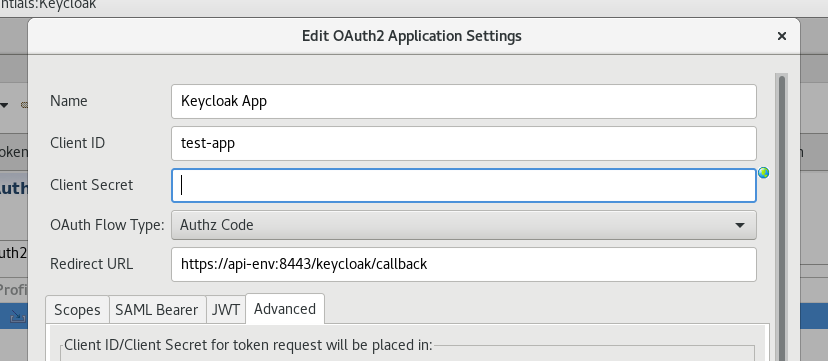 ntials:Keycloak
Edit OAuth2 Application Settings
Name
Keycloak App
Client ID
test-app
Client Secret
OAuth Flow Type:
Authz Code
Redirect URL
https://api-env:8443/keycloak/callback
Scopes
SAML Bearer
JWT
Advanced
Client ID/Client Secret for token request will be placed in: